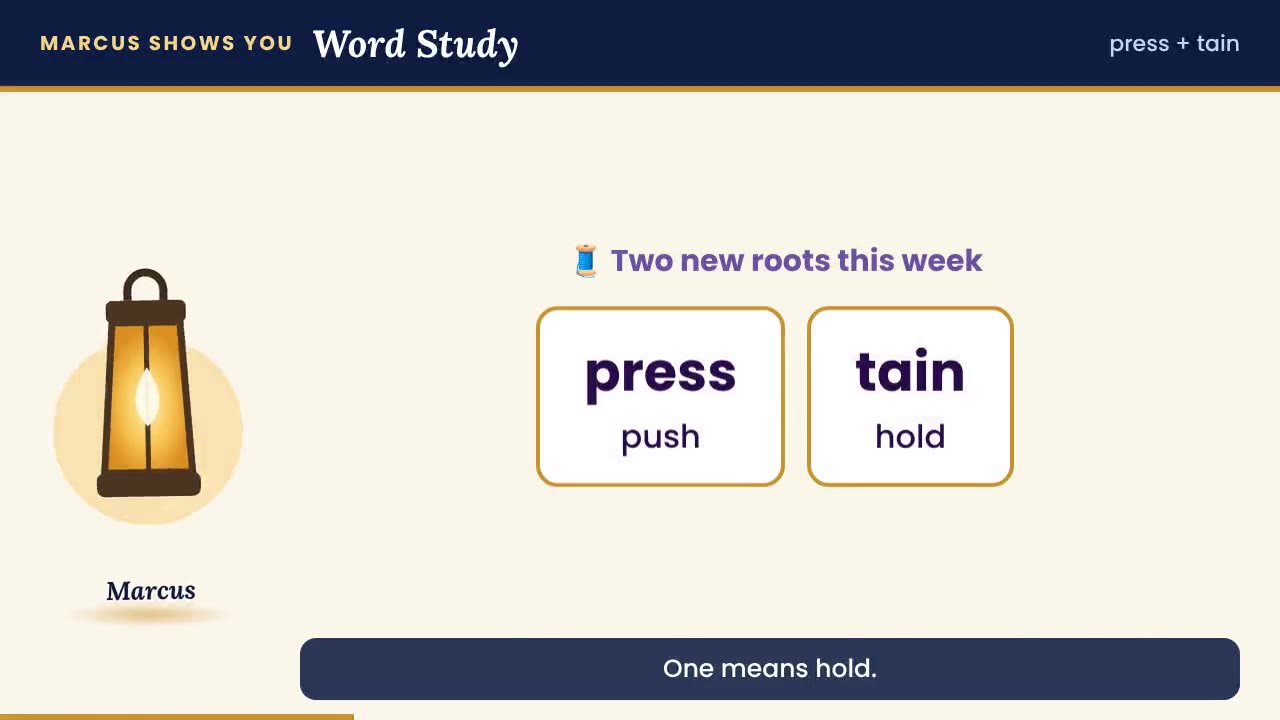 MARCUS SHOWS YOU Word Study
press + tain
Two new roots this week
press
push
tain
hold
Marcus
One means hold.